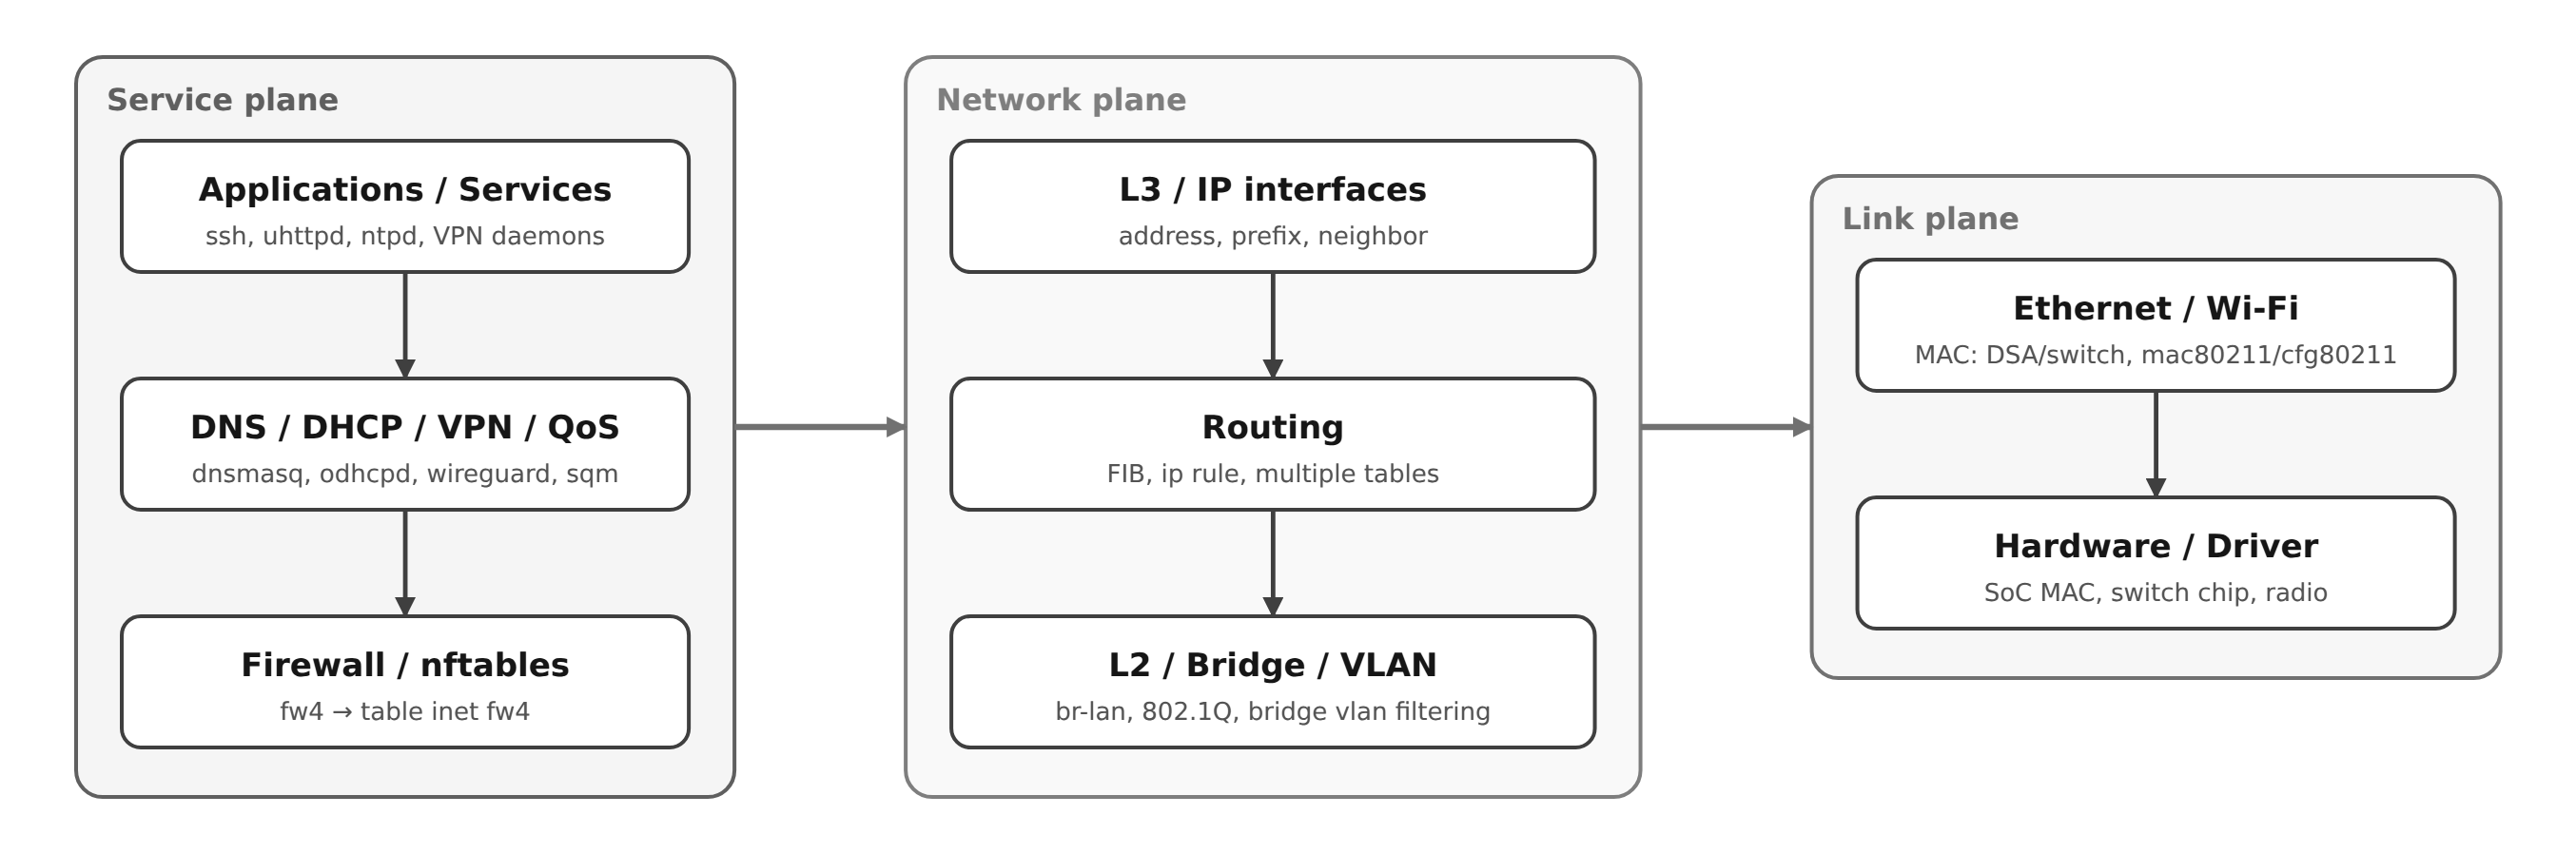 Service plane
Applications / Services
ssh, uhttpd, ntpd, VPN daemons
DNS / DHCP / VPN / QoS
dnsmasq, odhcpd, wireguard, sqm
Firewall / nftables
fw4 → table inet fw4
Network plane
L3 / IP interfaces
address, prefix, neighbor
Routing
FIB, ip rule, multiple tables
L2 / Bridge / VLAN
br-lan, 802.1Q, bridge vlan filtering
Link plane
Ethernet / Wi-Fi
MAC: DSA/switch, mac80211/cfg80211
Hardware / Driver
SoC MAC, switch chip, radio